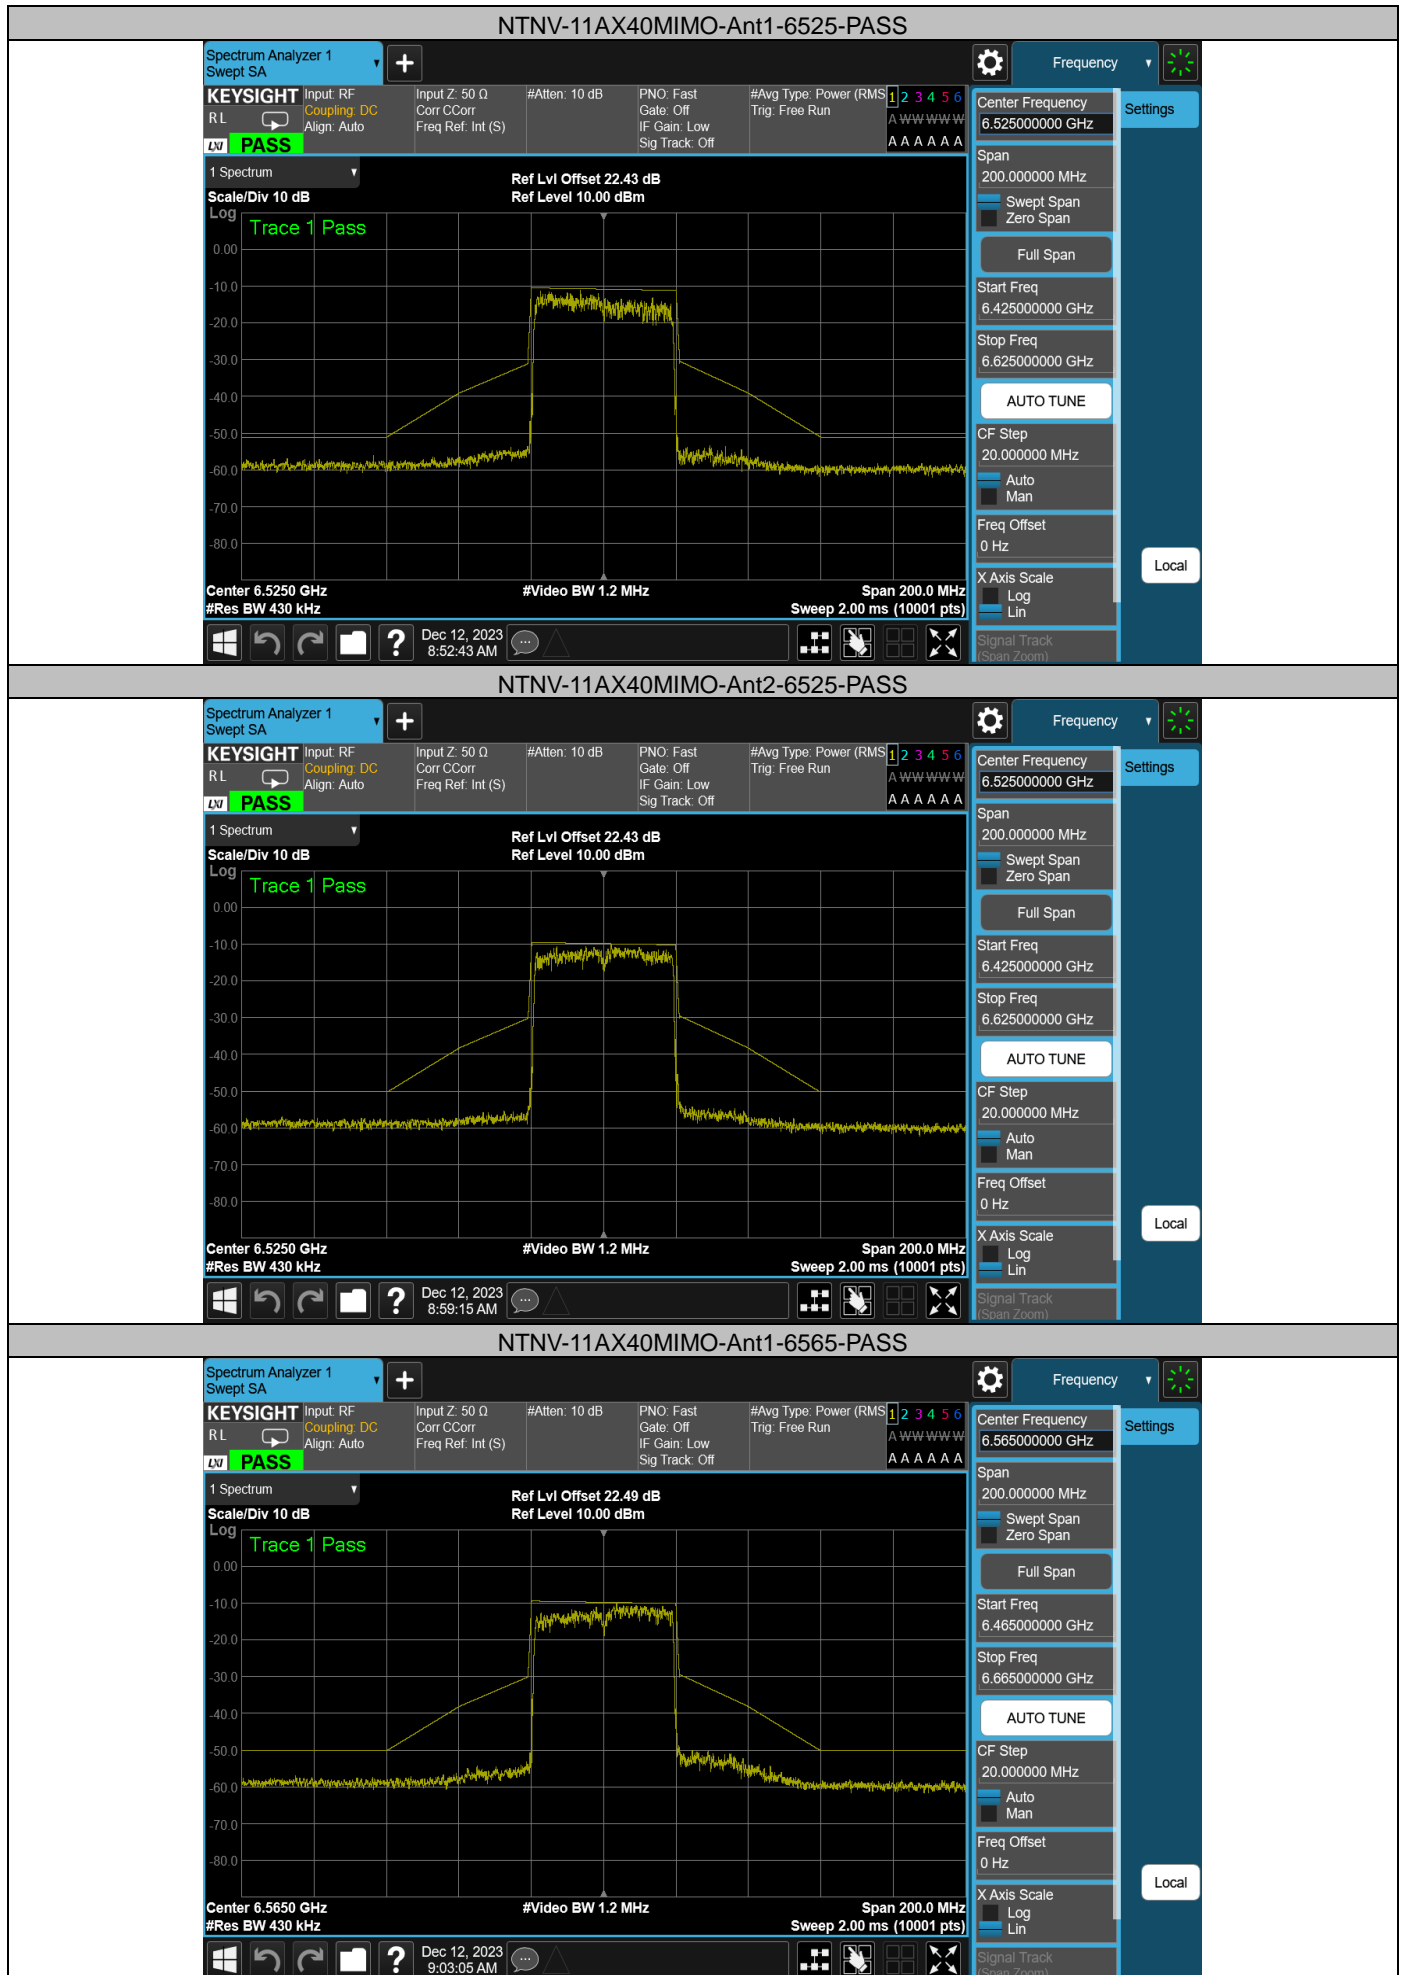 NTNV-11AX40MIMO-Ant1-6525-PASS
Spectrum Analyzer 1
Swept SA
Frequency
KEYSIGHT
R L
LXI
PASS
Input: RF
Coupling: DC
Align: Auto
Input Z: 50 Ω
Corr CCorr
Freq Ref: Int (S)
#Atten: 10 dB
PNO: Fast
Gate: Off
IF Gain: Low
Sig Track: Off
#Avg Type: Power (RMS
Trig: Free Run
1 2 3 4 5 6
A W W W W W
A A A A A A
Center Frequency
6.525000000 GHz
Settings
Span
200.000000 MHz
Swept Span
Zero Span
Full Span
Start Freq
6.425000000 GHz
Stop Freq
6.625000000 GHz
AUTO TUNE
CF Step
20.000000 MHz
Auto
Man
Freq Offset
0 Hz
X Axis Scale
Log
Lin
Signal Track
(Span Zoom)
Local
1 Spectrum
Scale/Div 10 dB
Ref Lvl Offset 22.43 dB
Ref Level 10.00 dBm
Log
Trace 1 Pass
0.00
-10.0
-20.0
-30.0
-40.0
-50.0
-60.0
-70.0
-80.0
Center 6.5250 GHz
#Video BW 1.2 MHz
Span 200.0 MHz
#Res BW 430 kHz
Sweep 2.00 ms (10001 pts)
Dec 12, 2023
8:52:43 AM
NTNV-11AX40MIMO-Ant2-6525-PASS
Spectrum Analyzer 1
Swept SA
Frequency
KEYSIGHT
R L
LXI
PASS
Input: RF
Coupling: DC
Align: Auto
Input Z: 50 Ω
Corr CCorr
Freq Ref: Int (S)
#Atten: 10 dB
PNO: Fast
Gate: Off
IF Gain: Low
Sig Track: Off
#Avg Type: Power (RMS
Trig: Free Run
1 2 3 4 5 6
A W W W W W
A A A A A A
Center Frequency
6.525000000 GHz
Settings
Span
200.000000 MHz
Swept Span
Zero Span
Full Span
Start Freq
6.425000000 GHz
Stop Freq
6.625000000 GHz
AUTO TUNE
CF Step
20.000000 MHz
Auto
Man
Freq Offset
0 Hz
X Axis Scale
Log
Lin
Signal Track
(Span Zoom)
Local
1 Spectrum
Scale/Div 10 dB
Ref Lvl Offset 22.43 dB
Ref Level 10.00 dBm
Log
Trace 1 Pass
0.00
-10.0
-20.0
-30.0
-40.0
-50.0
-60.0
-70.0
-80.0
Center 6.5250 GHz
#Video BW 1.2 MHz
Span 200.0 MHz
#Res BW 430 kHz
Sweep 2.00 ms (10001 pts)
Dec 12, 2023
8:59:15 AM
NTNV-11AX40MIMO-Ant1-6565-PASS
Spectrum Analyzer 1
Swept SA
Frequency
KEYSIGHT
R L
LXI
PASS
Input: RF
Coupling: DC
Align: Auto
Input Z: 50 Ω
Corr CCorr
Freq Ref: Int (S)
#Atten: 10 dB
PNO: Fast
Gate: Off
IF Gain: Low
Sig Track: Off
#Avg Type: Power (RMS
Trig: Free Run
1 2 3 4 5 6
A W W W W W
A A A A A A
Center Frequency
6.565000000 GHz
Settings
Span
200.000000 MHz
Swept Span
Zero Span
Full Span
Start Freq
6.465000000 GHz
Stop Freq
6.665000000 GHz
AUTO TUNE
CF Step
20.000000 MHz
Auto
Man
Freq Offset
0 Hz
X Axis Scale
Log
Lin
Signal Track
(Span Zoom)
Local
1 Spectrum
Scale/Div 10 dB
Ref Lvl Offset 22.49 dB
Ref Level 10.00 dBm
Log
Trace 1 Pass
0.00
-10.0
-20.0
-30.0
-40.0
-50.0
-60.0
-70.0
-80.0
Center 6.5650 GHz
#Video BW 1.2 MHz
Span 200.0 MHz
#Res BW 430 kHz
Sweep 2.00 ms (10001 pts)
Dec 12, 2023
9:03:05 AM